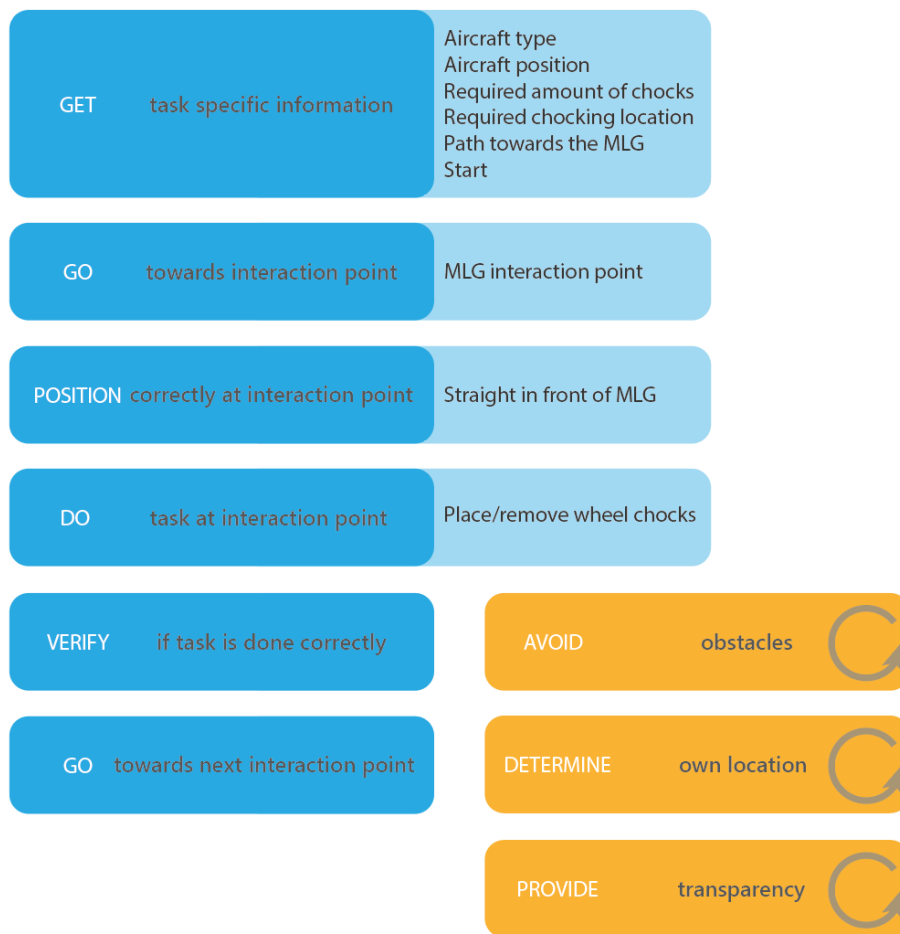 GET task specific information
Aircraft type
Aircraft position
Required amount of chocks
Required chocking location
Path towards the MLG
Start
GO towards interaction point
MLG interaction point
POSITION correctly at interaction point
Straight in front of MLG
DO task at interaction point
Place/remove wheel chocks
VERIFY if task is done correctly
AVOID obstacles
GO towards next interaction point
DETERMINE own location
PROVIDE transparency